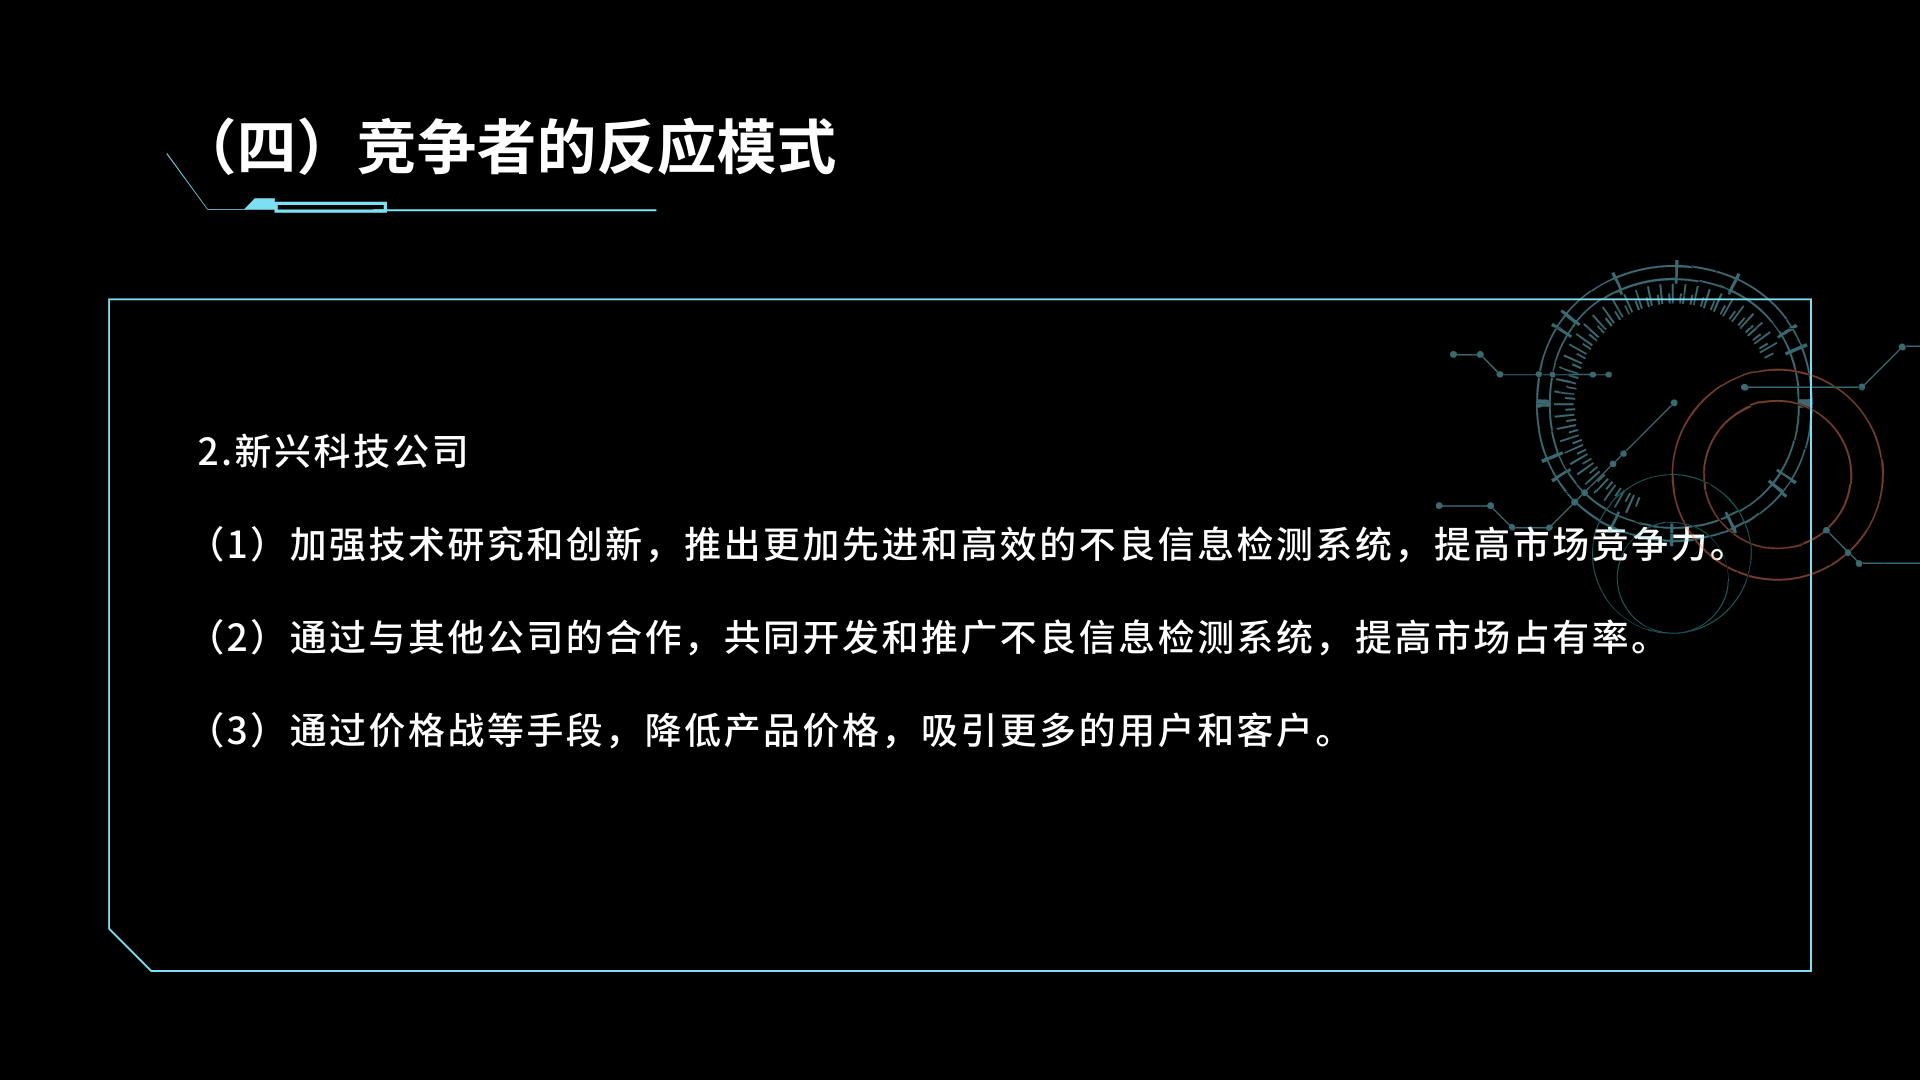 （四）竞争者的反应模式
2.新兴科技公司
（1）加强技术研究和创新，推出更加先进和高效的不良信息检测系统，提高市场竞争力。
（2）通过与其他公司的合作，共同开发和推广不良信息检测系统，提高市场占有率。
（3）通过价格战等手段，降低产品价格，吸引更多的用户和客户。